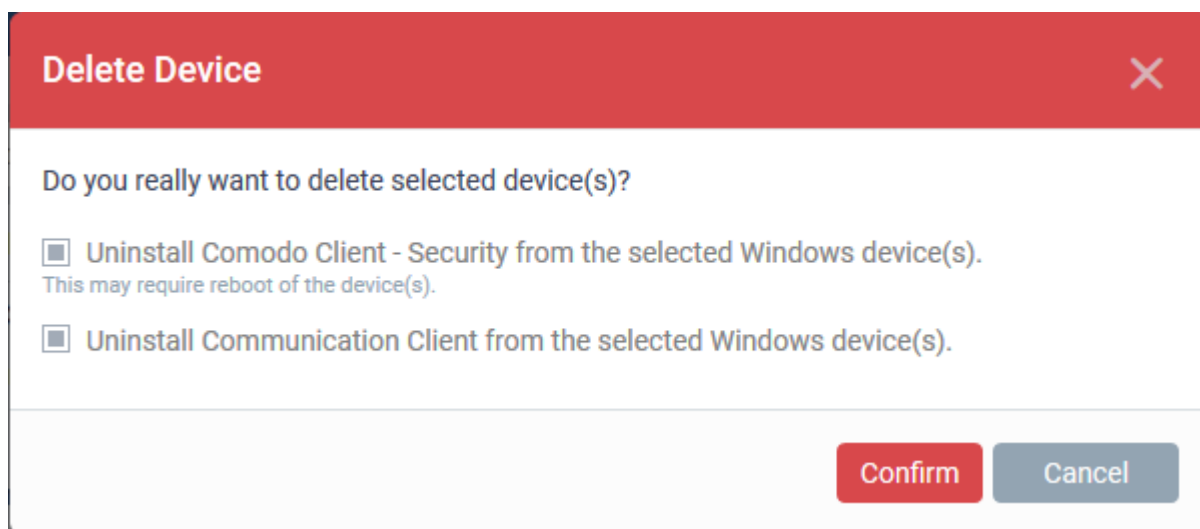 Delete Device
Do you really want to delete selected device(s)?
Uninstall Comodo Client - Security from the selected Windows device(s).
This may require reboot of the device(s).
Uninstall Communication Client from the selected Windows device(s).
Confirm Cancel